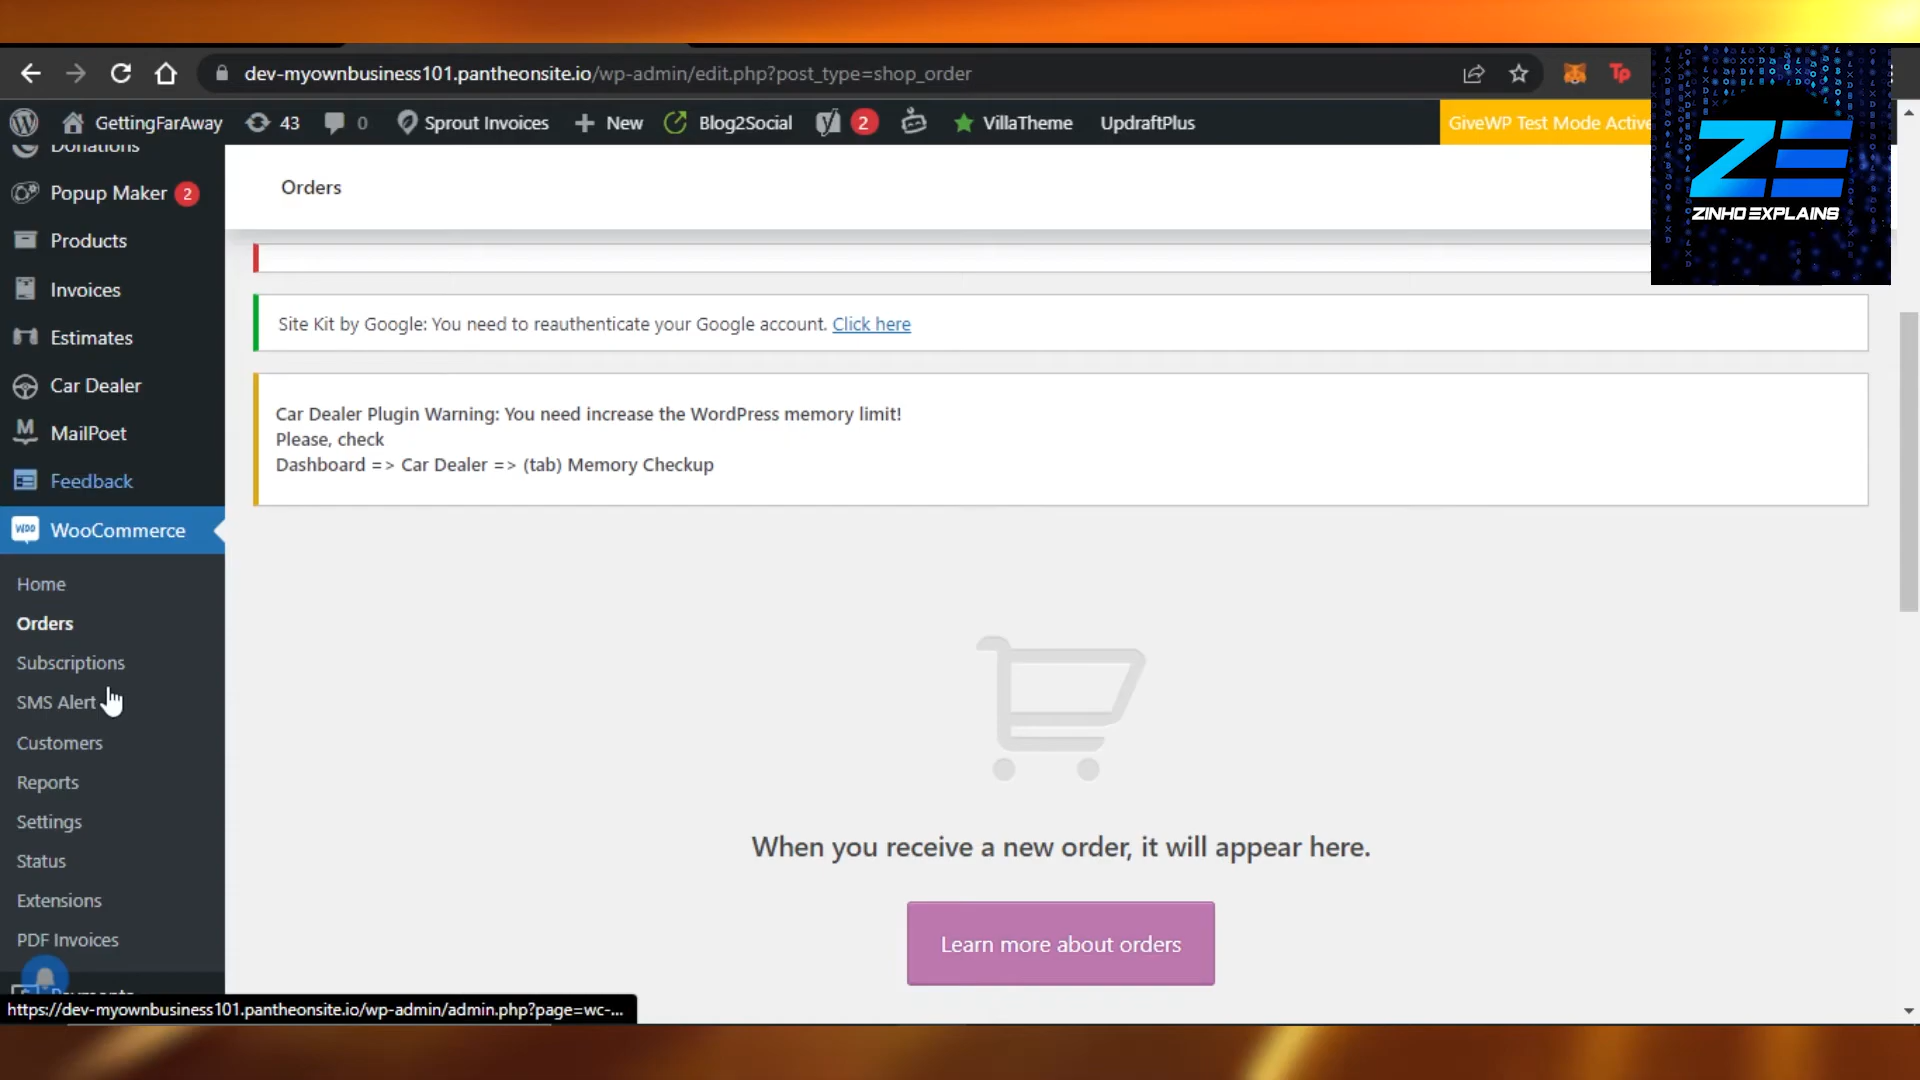 dev-myownbusiness101.pantheonsite.io/wp-admin/edit.php?post_type=shop_order
Tp
GettingFarAway
43
0
Sprout Invoices
New
Blog2Social
2
VillaTheme
UpdraftPlus
GiveWP Test Mode Active
ZE
ZINHO EXPLAINS
Donations
Popup Maker 2
Products
Invoices
Estimates
Car Dealer
MailPoet
Feedback
WooCommerce
Home
Orders
Subscriptions
SMS Alert
Customers
Reports
Settings
Status
Extensions
PDF Invoices
Payments
Orders
Site Kit by Google: You need to reauthenticate your Google account. Click here
Car Dealer Plugin Warning: You need increase the WordPress memory limit!
Please, check
Dashboard => Car Dealer => (tab) Memory Checkup
When you receive a new order, it will appear here.
Learn more about orders
https://dev-myownbusiness101.pantheonsite.io/wp-admin/admin.php?page=wc-...